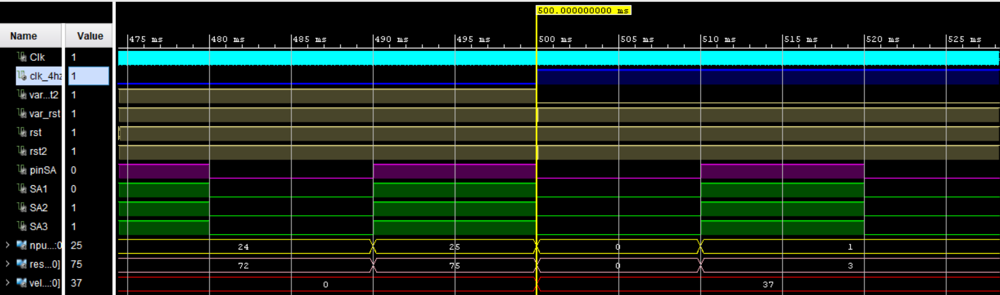 500.000000000 ms
Name Value
475 ms 480 ms 485 ms 490 ms 495 ms 500 ms 505 ms 510 ms 515 ms 520 ms 525 ms
Clk 1
clk_4hz 1
var...t2 1
var_rst 1
rst 1
rst2 1
pinSA 0
SA1 0
SA2 1
SA3 1
> npu...:0 25 24 25 0 1
> res...0] 75 72 75 0 3
> vel...:0] 37 0 37